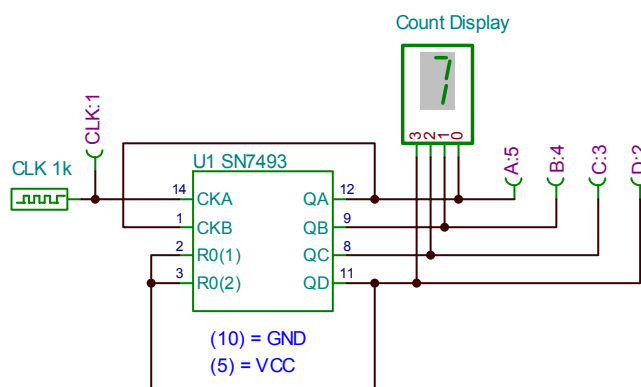 Count Display
7
3 2 1 0
CLK:1
CLK 1k
U1 SN7493
14 CKA QA 12
1 CKB QB 9
2 R0(1) QC 8
3 R0(2) QD 11
A:5
B:4
C:3
D:2
(10) = GND
(5) = VCC